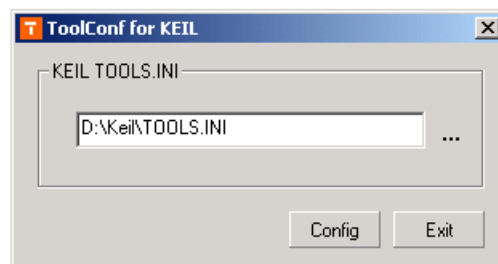 T ToolConf for KEIL
KEIL TOOLS.INI
D:\Keil\TOOLS.INI
...
Config Exit